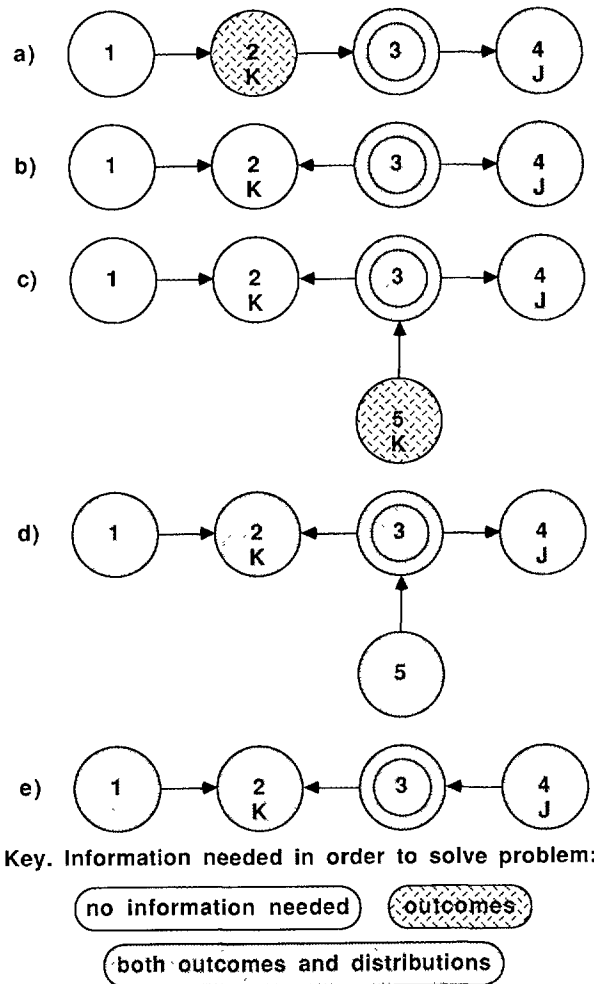 a) 1 2 3 4
K J
b) 1 2 3 4
K J
c) 1 2 3 4
K J
5
K
d) 1 2 3 4
K J
5
e) 1 2 3 4
K J
Key. Information needed in order to solve problem:
no information needed outcomes
both outcomes and distributions